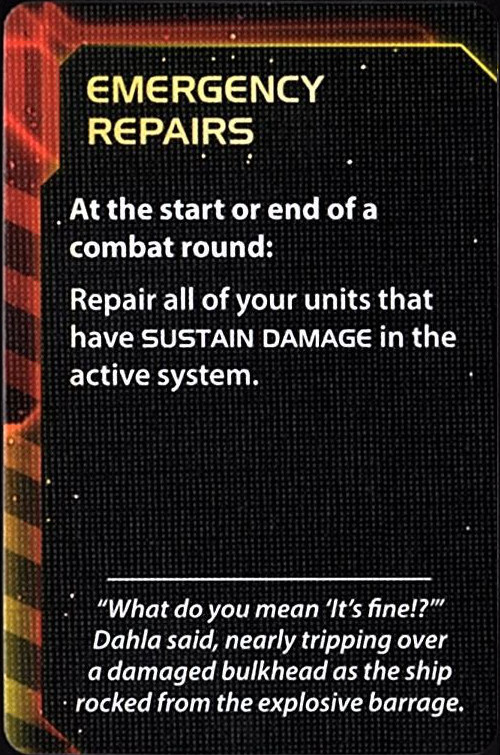 EMERGENCY
REPAIRS
At the start or end of a
combat round:
Repair all of your units that
have SUSTAIN DAMAGE in the
active system.
“What do you mean ‘It’s fine!?’”
Dahla said, nearly tripping over
a damaged bulkhead as the ship
rocked from the explosive barrage.